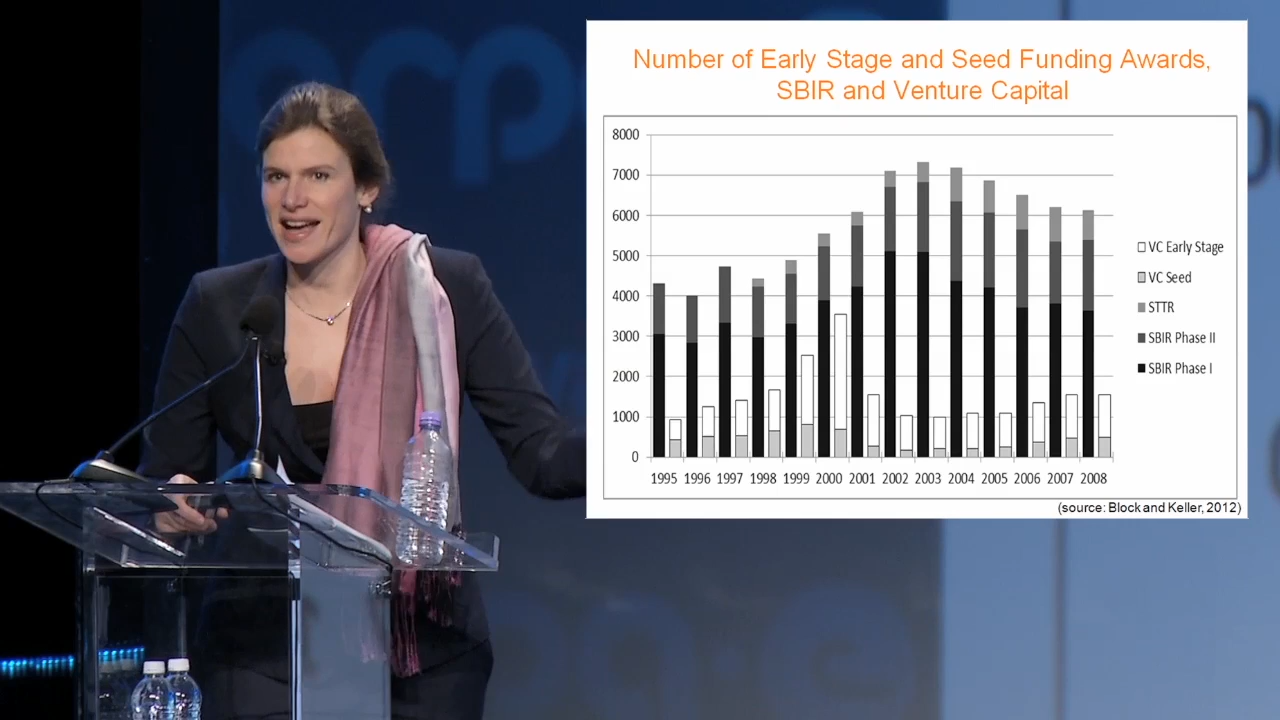 Number of Early Stage and Seed Funding Awards,
SBIR and Venture Capital
8000
7000
6000
5000
4000
3000
2000
1000
0
1995 1996 1997 1998 1999 2000 2001 2002 2003 2004 2005 2006 2007 2008
VC Early Stage
VC Seed
STTR
SBIR Phase II
SBIR Phase I
(source: Block and Keller, 2012)